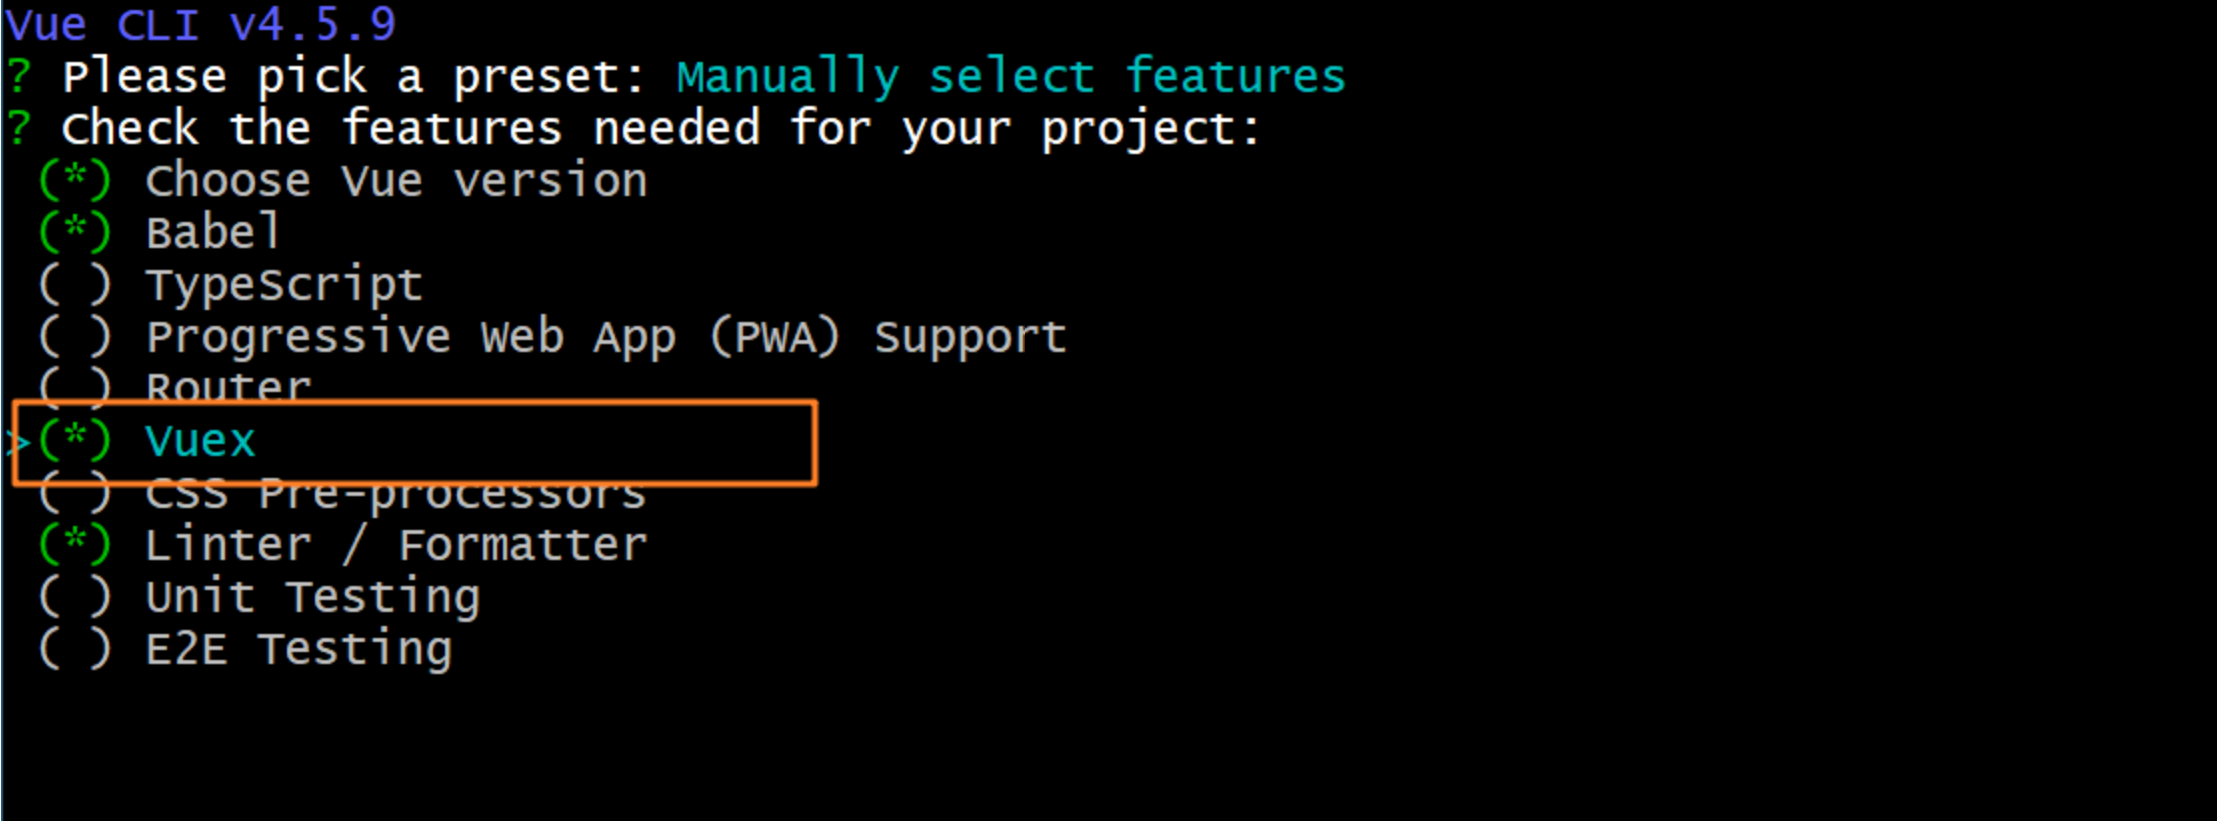 Vue CLI v4.5.9
? Please pick a preset: Manually select features
? Check the features needed for your project:
(*) Choose Vue version
(*) Babel
( ) TypeScript
( ) Progressive Web App (PWA) Support
( ) Router
>(*) Vuex
( ) CSS Pre-processors
(*) Linter / Formatter
( ) Unit Testing
( ) E2E Testing